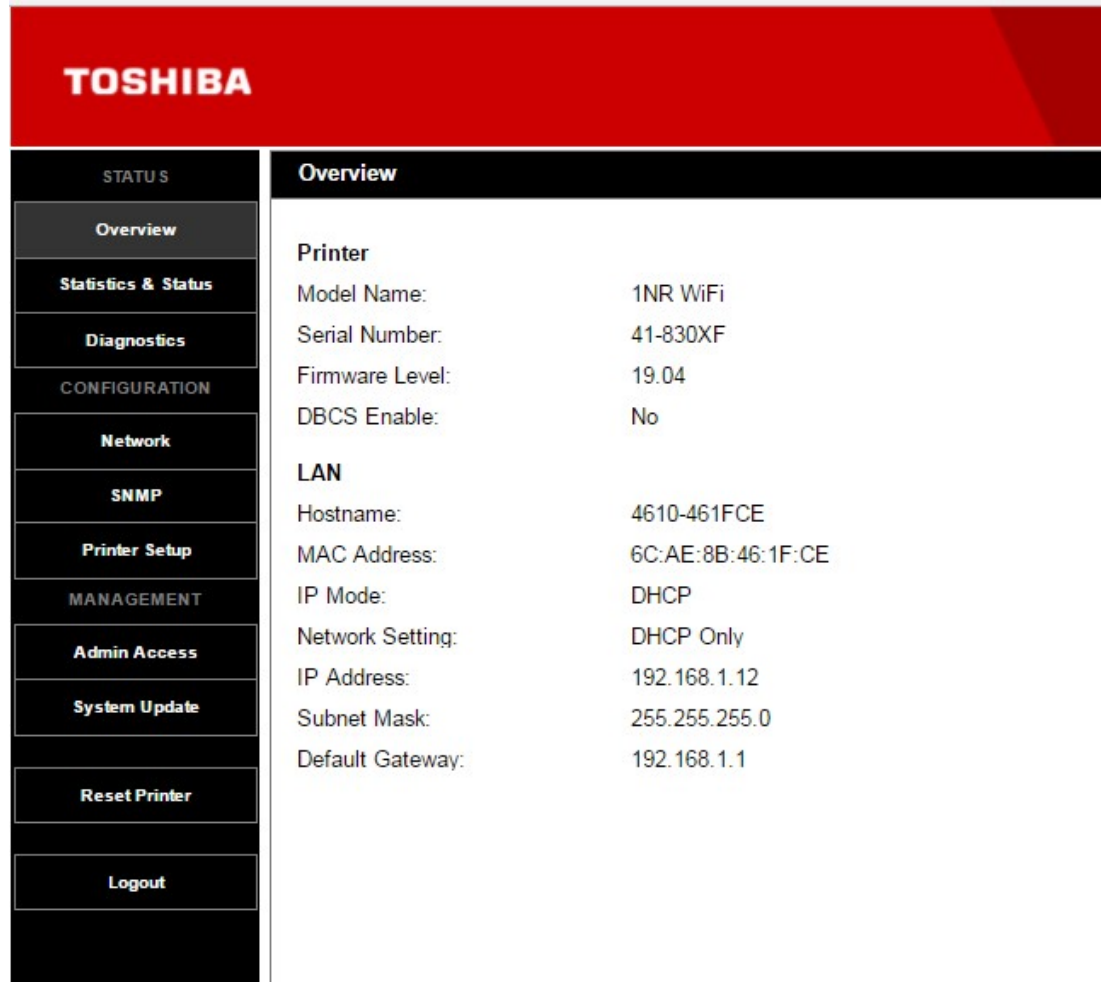 TOSHIBA
STATUS
Overview
Statistics & Status
Diagnostics
CONFIGURATION
Network
SNMP
Printer Setup
MANAGEMENT
Admin Access
System Update
Reset Printer
Logout
Overview
Printer
Model Name: 1NR WiFi
Serial Number: 41-830XF
Firmware Level: 19.04
DBCS Enable: No
LAN
Hostname: 4610-461FCE
MAC Address: 6C:AE:8B:46:1F:CE
IP Mode: DHCP
Network Setting: DHCP Only
IP Address: 192.168.1.12
Subnet Mask: 255.255.255.0
Default Gateway: 192.168.1.1